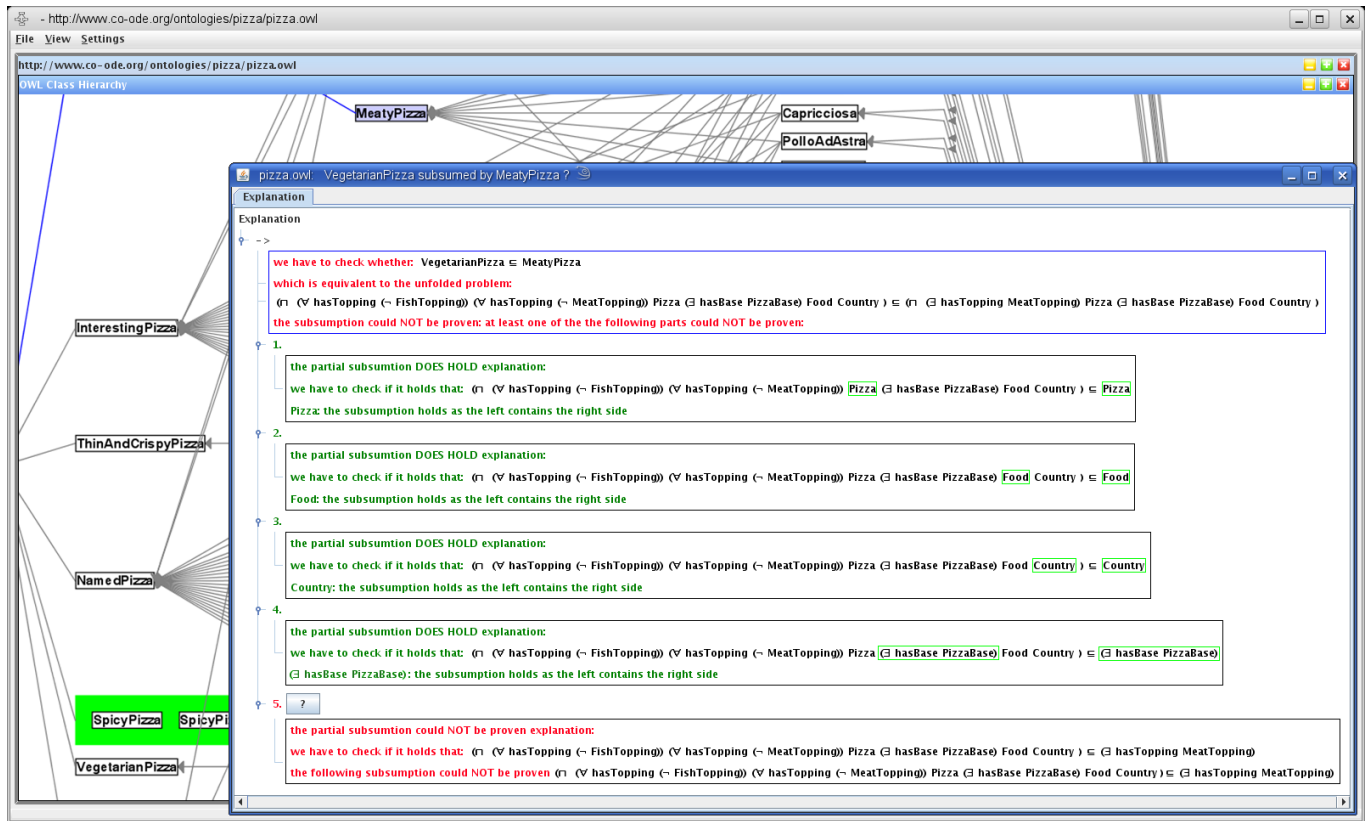 - http://www.co-ode.org/ontologies/pizza/pizza.owl
File View Settings
http://www.co-ode.org/ontologies/pizza/pizza.owl
OWL Class Hierarchy
MeatyPizza
Capricciosa
PolloAdAstra
pizza.owl: VegetarianPizza subsumed by MeatyPizza ?
Explanation
Explanation
->
we have to check whether: VegetarianPizza ⊑ MeatyPizza
which is equivalent to the unfolded problem:
(⊓ (∀ hasTopping (¬ FishTopping)) (∀ hasTopping (¬ MeatTopping)) Pizza (∃ hasBase PizzaBase) Food Country ) ⊑ (⊓ (∃ hasTopping MeatTopping) Pizza (∃ hasBase PizzaBase) Food Country )
the subsumption could NOT be proven: at least one of the the following parts could NOT be proven:
InterestingPizza
1.
the partial subsumtion DOES HOLD explanation:
we have to check if it holds that: (⊓ (∀ hasTopping (¬ FishTopping)) (∀ hasTopping (¬ MeatTopping)) Pizza (∃ hasBase PizzaBase) Food Country ) ⊑ Pizza
Pizza: the subsumption holds as the left contains the right side
ThinAndCrispyPizza
2.
the partial subsumtion DOES HOLD explanation:
we have to check if it holds that: (⊓ (∀ hasTopping (¬ FishTopping)) (∀ hasTopping (¬ MeatTopping)) Pizza (∃ hasBase PizzaBase) Food Country ) ⊑ Food
Food: the subsumption holds as the left contains the right side
3.
the partial subsumtion DOES HOLD explanation:
we have to check if it holds that: (⊓ (∀ hasTopping (¬ FishTopping)) (∀ hasTopping (¬ MeatTopping)) Pizza (∃ hasBase PizzaBase) Food Country ) ⊑ Country
Country: the subsumption holds as the left contains the right side
NamedPizza
4.
the partial subsumtion DOES HOLD explanation:
we have to check if it holds that: (⊓ (∀ hasTopping (¬ FishTopping)) (∀ hasTopping (¬ MeatTopping)) Pizza (∃ hasBase PizzaBase) Food Country ) ⊑ (∃ hasBase PizzaBase)
(∃ hasBase PizzaBase): the subsumption holds as the left contains the right side
5. ?
SpicyPizza SpicyPi
the partial subsumtion could NOT be proven explanation:
we have to check if it holds that: (⊓ (∀ hasTopping (¬ FishTopping)) (∀ hasTopping (¬ MeatTopping)) Pizza (∃ hasBase PizzaBase) Food Country ) ⊑ (∃ hasTopping MeatTopping)
VegetarianPizza
the following subsumption could NOT be proven (⊓ (∀ hasTopping (¬ FishTopping)) (∀ hasTopping (¬ MeatTopping)) Pizza (∃ hasBase PizzaBase) Food Country ) ⊑ (∃ hasTopping MeatTopping)